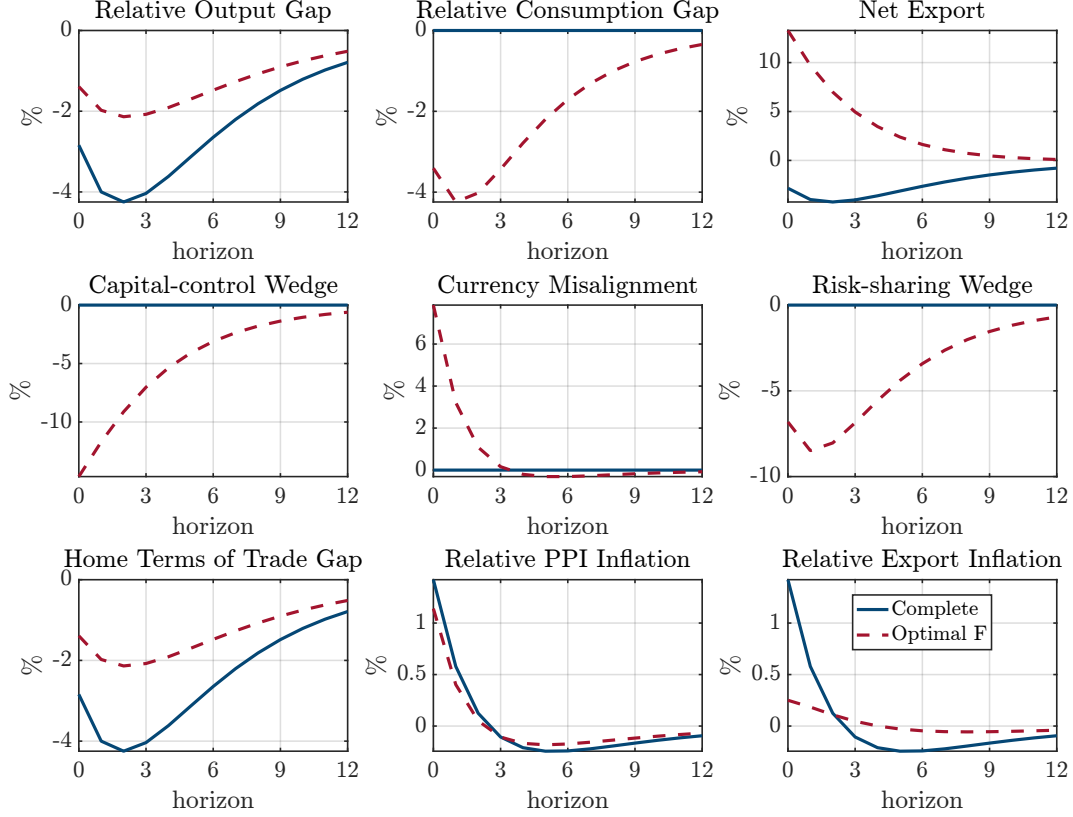 Relative Output Gap
0
-2
-4
%
0 3 6 9 12
horizon
Relative Consumption Gap
0
-2
-4
%
0 3 6 9 12
horizon
Net Export
10
5
0
%
0 3 6 9 12
horizon
Capital-control Wedge
0
-5
-10
%
0 3 6 9 12
horizon
Currency Misalignment
6
4
2
0
%
0 3 6 9 12
horizon
Risk-sharing Wedge
0
-5
-10
%
0 3 6 9 12
horizon
Home Terms of Trade Gap
0
-2
-4
%
0 3 6 9 12
horizon
Relative PPI Inflation
1
0.5
0
%
0 3 6 9 12
horizon
Relative Export Inflation
1
0.5
0
%
Complete
Optimal F
0 3 6 9 12
horizon